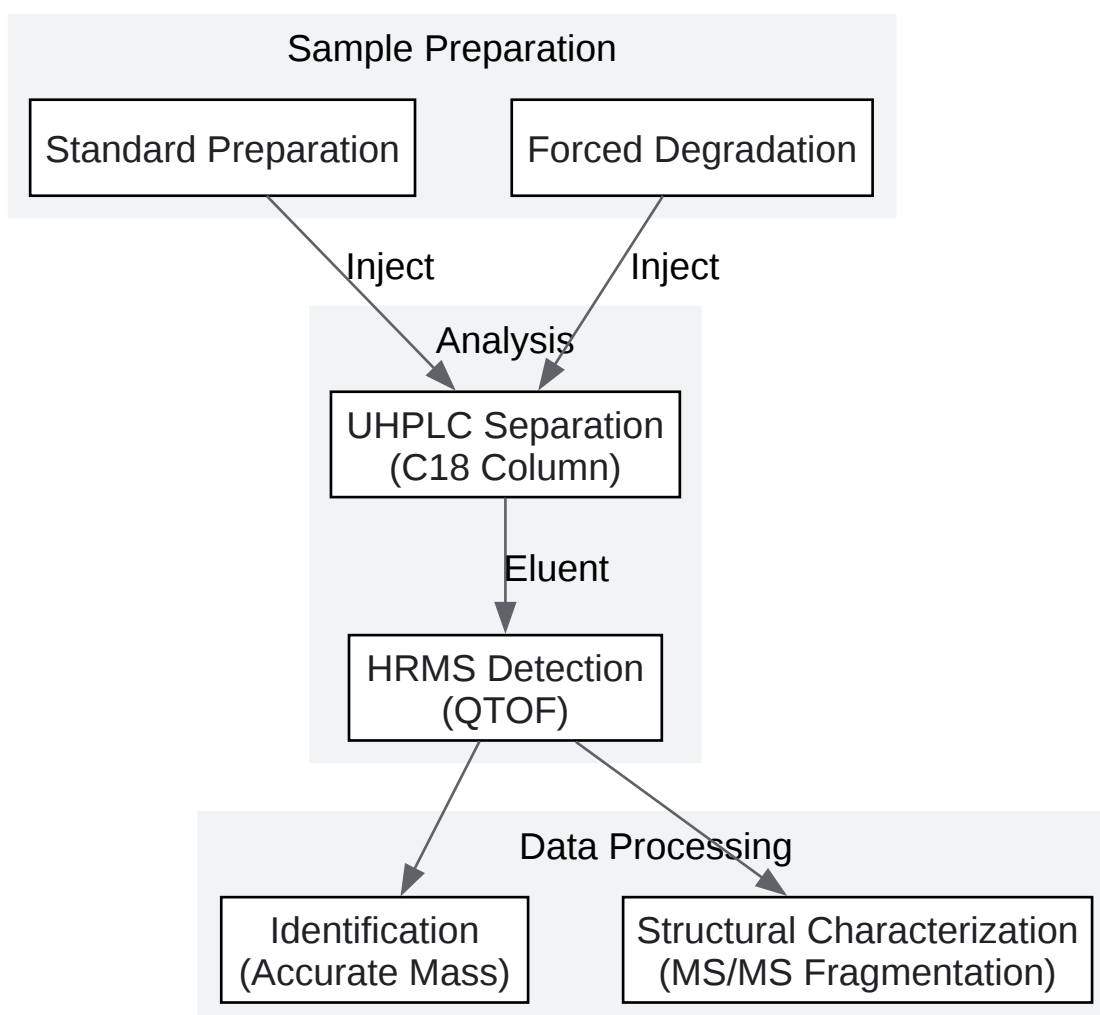 Sample Preparation
Standard Preparation
Forced Degradation
Inject
Inject
Analysis
UHPLC Separation
(C18 Column)
Eluent
HRMS Detection
(QTOF)
Data Processing
Identification
(Accurate Mass)
Structural Characterization
(MS/MS Fragmentation)